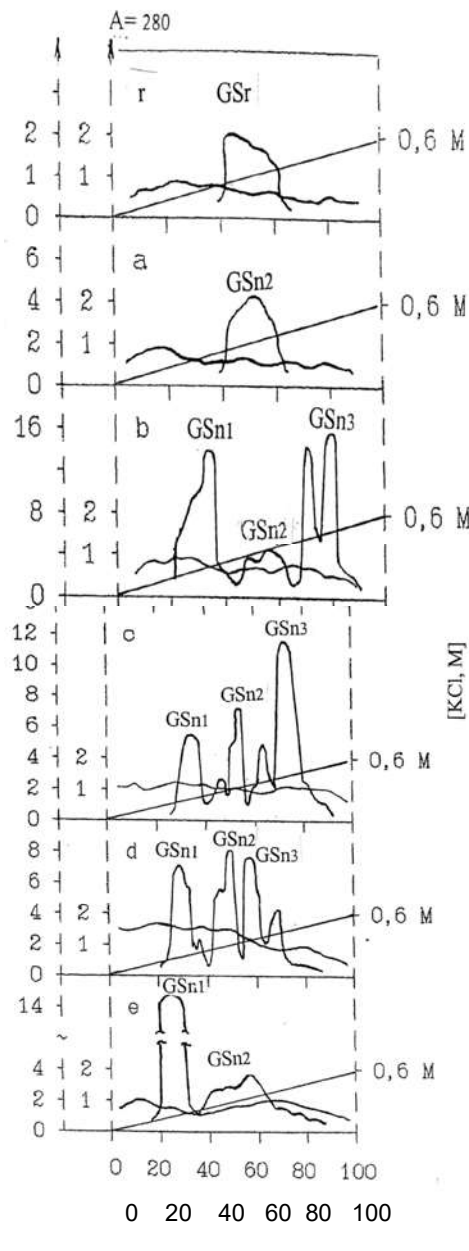 A= 280
r GSr
2 2
1 1
0
0,6 M
a
6
GSn2
4 2
2 1
0
0,6 M
b
16
GSn1 GSn3
8 2
GSn2
1
0
0,6 M
c
12
GSn3
10
8
GSn1 GSn2
6
4 2
2 1
0
0,6 M
[KCl, M]
d
8 GSn1 GSn2 GSn3
6
4 2
2 1
0
0,6 M
GSn1
14 e
~
GSn2
4 2
2 1
0
0,6 M
0 20 40 60 80 100
0 20 40 60 80 100